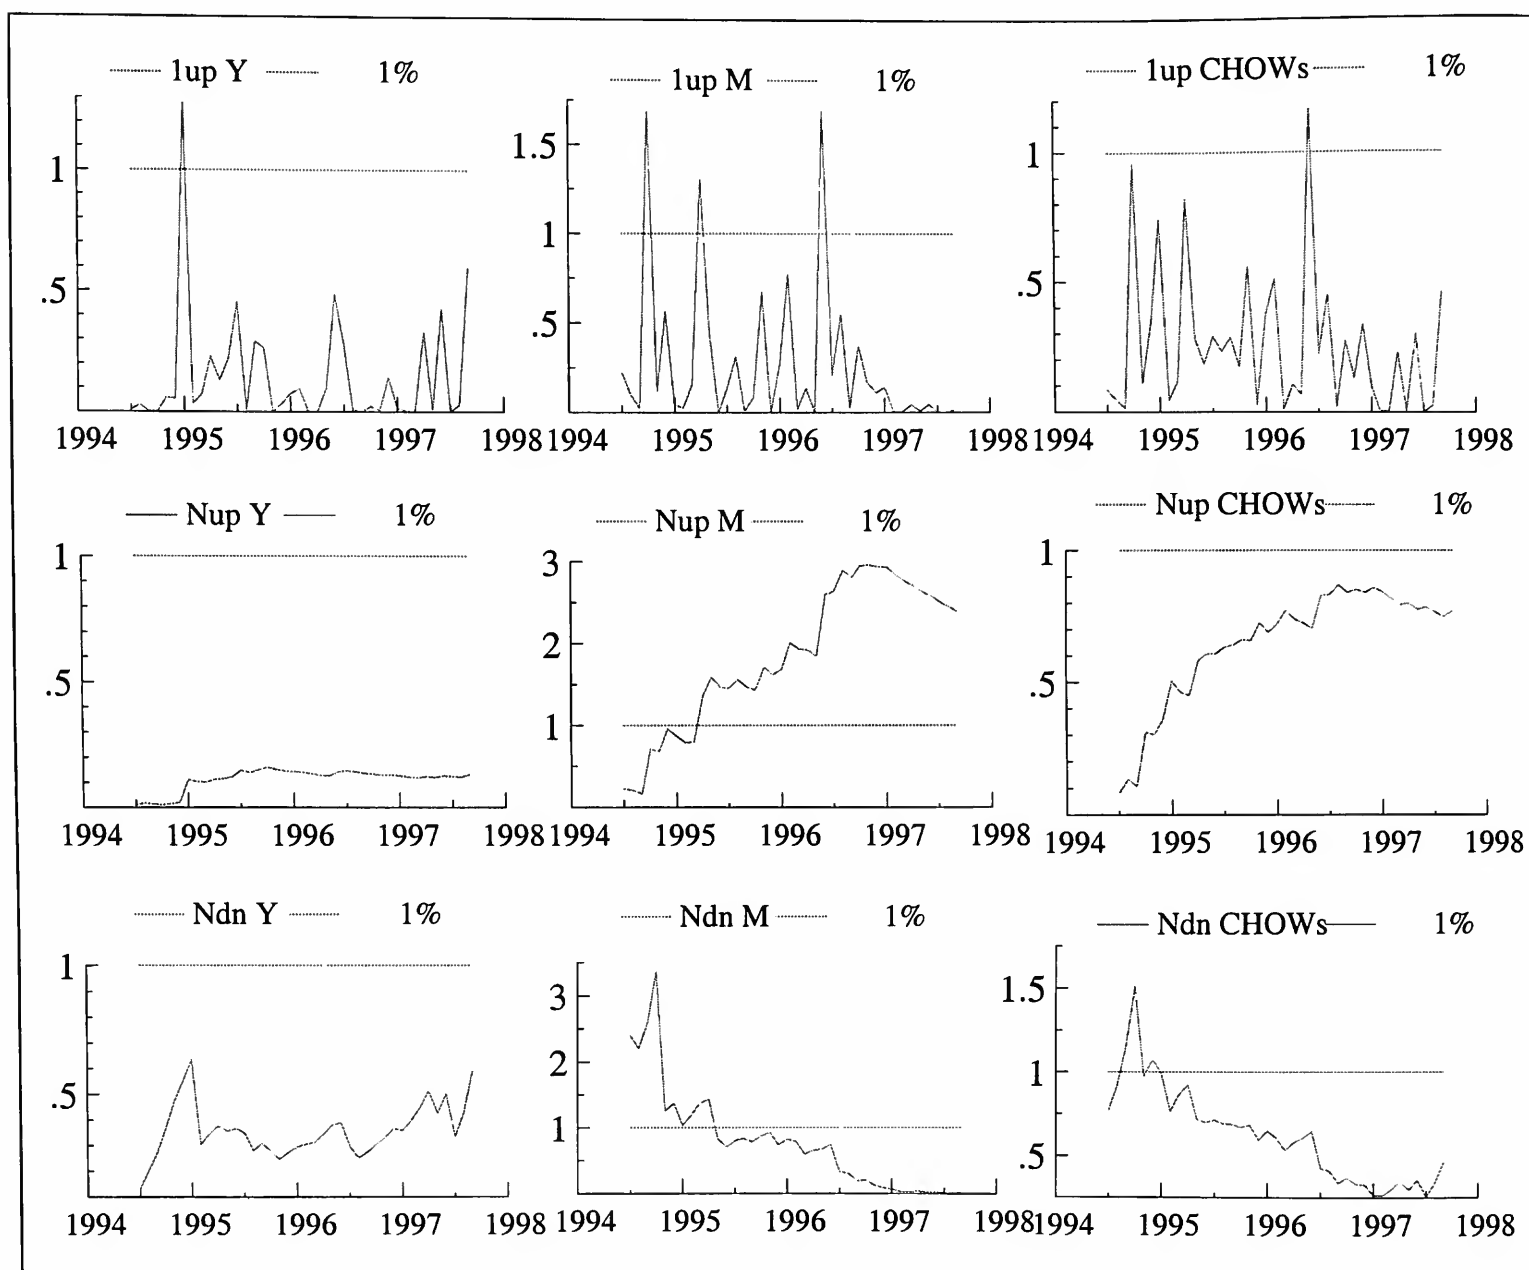 1up Y 1% 1up M 1% 1up CHOWs 1%
1.5
1 1 1
.5 .5 .5
1994 1995 1996 1997 1998 1994 1995 1996 1997 1998 1994 1995 1996 1997 1998
Nup Y 1% Nup M 1% Nup CHOWs 1%
1 3 1
2
.5 1 .5
1994 1995 1996 1997 1998 1994 1995 1996 1997 1998 1994 1995 1996 1997 1998
Ndn Y 1% Ndn M 1% Ndn CHOWs 1%
1 3 1.5
2 1
.5 1 .5
1994 1995 1996 1997 1998 1994 1995 1996 1997 1998 1994 1995 1996 1997 1998